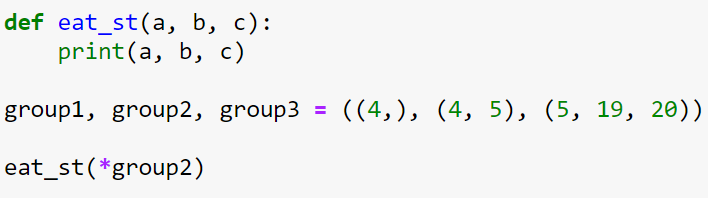 def eat_st(a, b, c):
    print(a, b, c)
group1, group2, group3 = ((4,), (4, 5), (5, 19, 20))
eat_st(*group2)